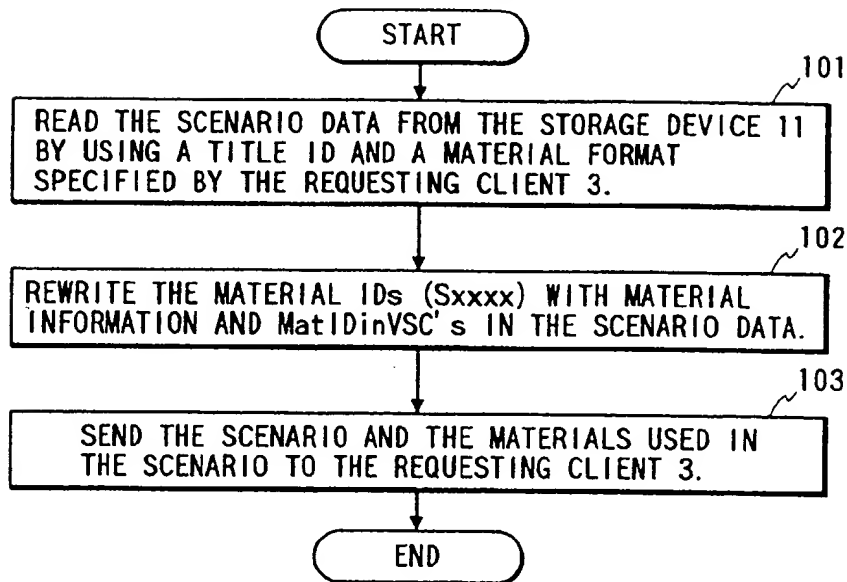 START
101
READ THE SCENARIO DATA FROM THE STORAGE DEVICE 11
BY USING A TITLE ID AND A MATERIAL FORMAT
SPECIFIED BY THE REQUESTING CLIENT 3.
102
REWRITE THE MATERIAL IDs (Sxxxx) WITH MATERIAL
INFORMATION AND MatIDinVSC's IN THE SCENARIO DATA.
103
SEND THE SCENARIO AND THE MATERIALS USED IN
THE SCENARIO TO THE REQUESTING CLIENT 3.
END